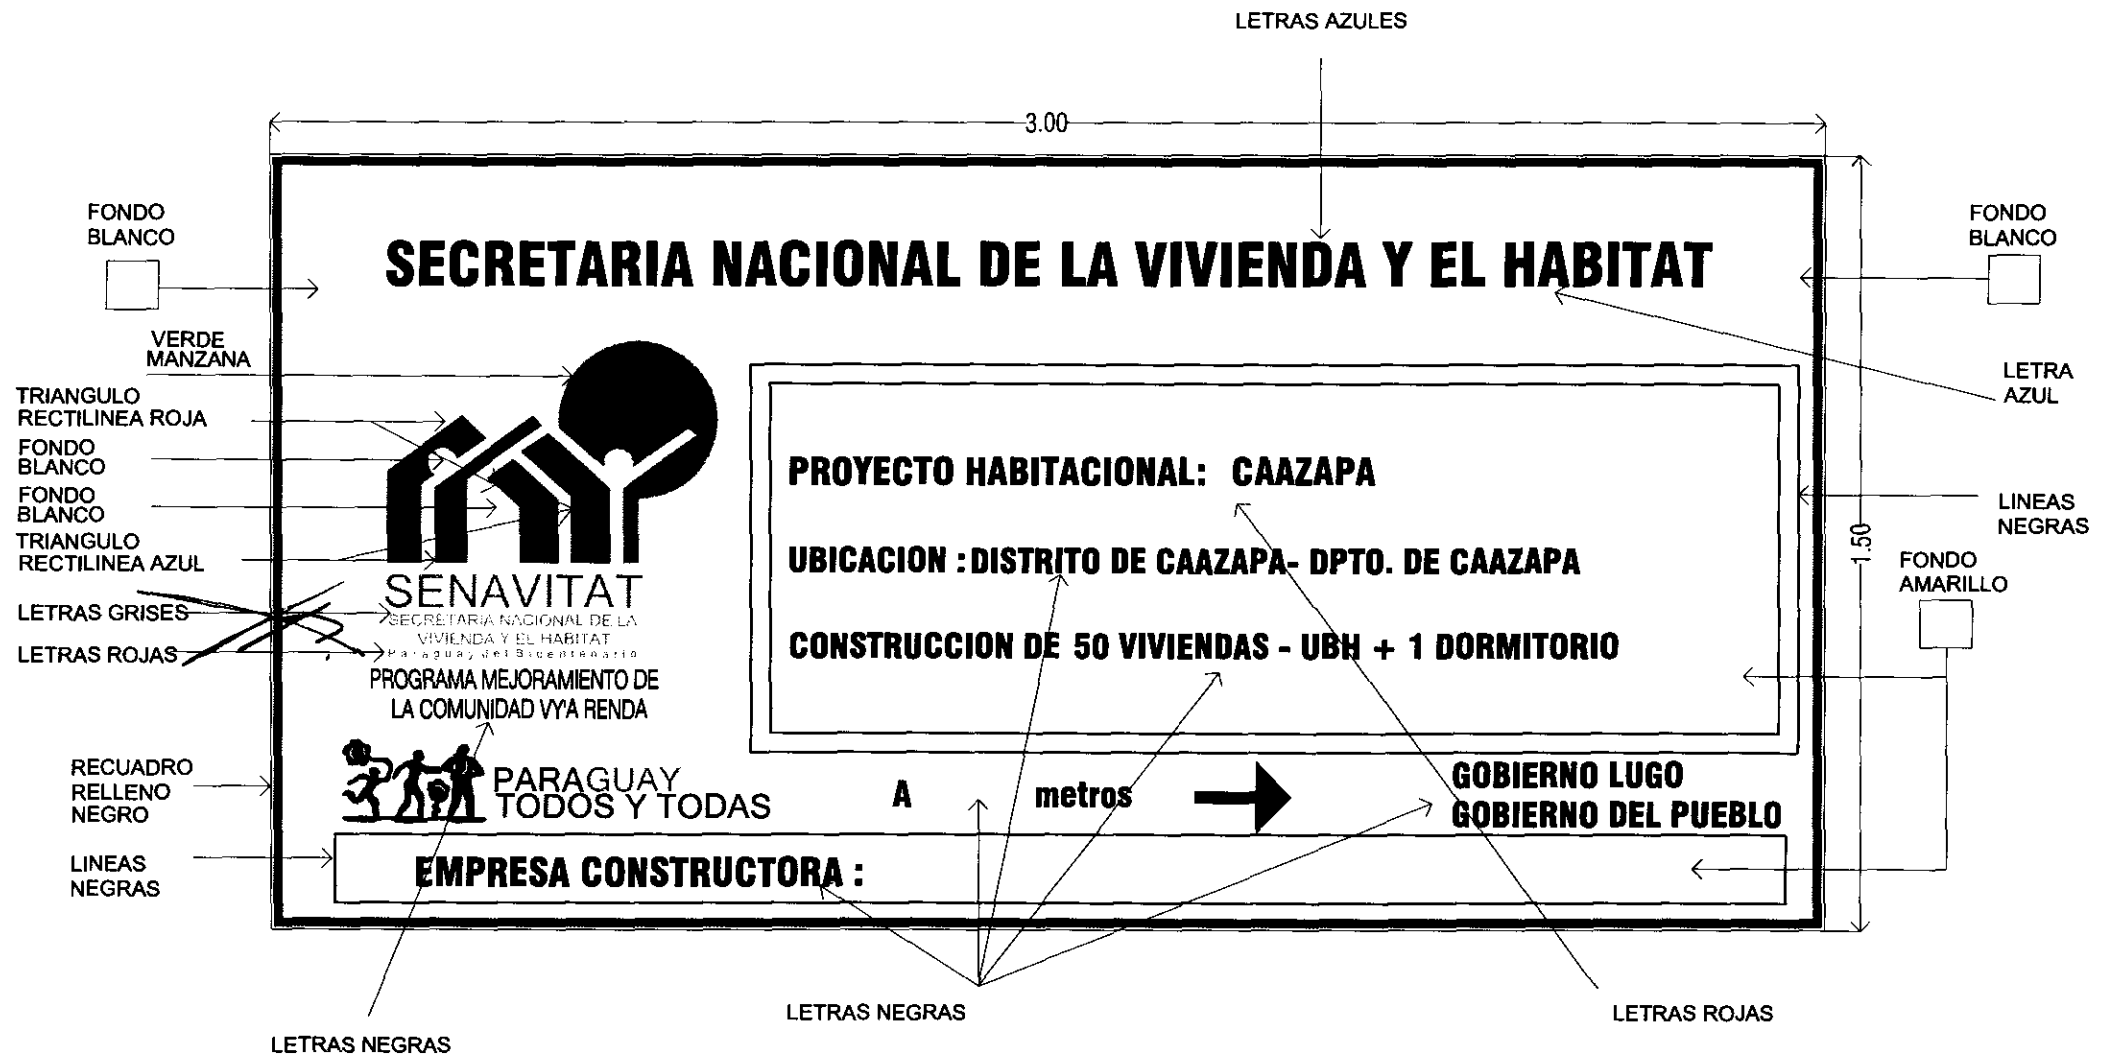 LETRAS AZULES
3.00
FONDO
BLANCO
FONDO
BLANCO
SECRETARIA NACIONAL DE LA VIVIENDA Y EL HABITAT
VERDE
MANZANA
TRIANGULO
RECTILINEA ROJA
FONDO
BLANCO
FONDO
BLANCO
TRIANGULO
RECTILINEA AZUL
LETRAS GRISES
LETRAS ROJAS
LETRA
AZUL
LINEAS
NEGRAS
1.50
FONDO
AMARILLO
SENAVITAT
SECRETARIA NACIONAL DE LA
VIVIENDA Y EL HABITAT
Paraguay del Bicentenario
PROGRAMA MEJORAMIENTO DE
LA COMUNIDAD VY'A RENDA
PROYECTO HABITACIONAL: CAAZAPA
UBICACION : DISTRITO DE CAAZAPA- DPTO. DE CAAZAPA
CONSTRUCCION DE 50 VIVIENDAS - UBH + 1 DORMITORIO
RECUADRO
RELLENO
NEGRO
PARAGUAY
TODOS Y TODAS
A metros
GOBIERNO LUGO
GOBIERNO DEL PUEBLO
LINEAS
NEGRAS
EMPRESA CONSTRUCTORA :
LETRAS NEGRAS
LETRAS ROJAS
LETRAS NEGRAS